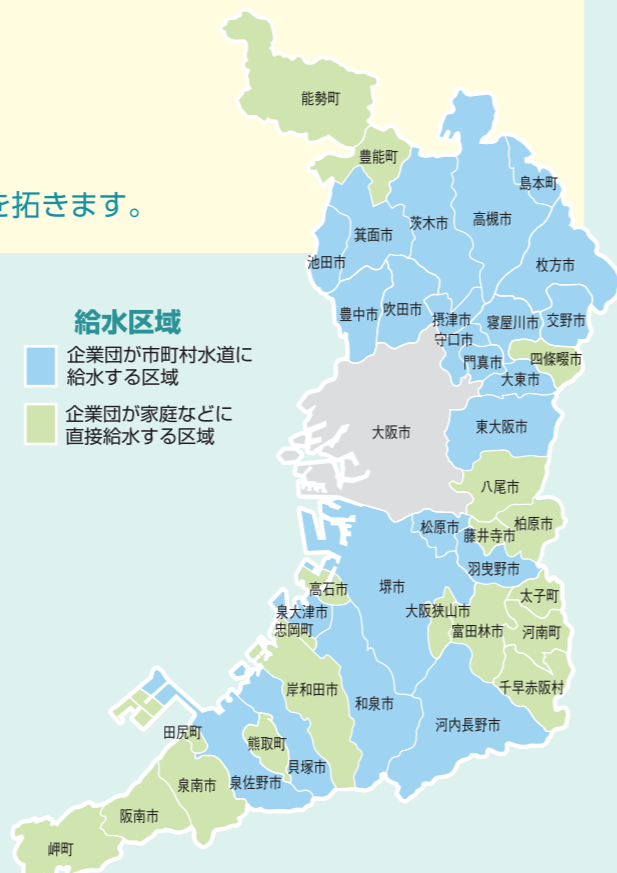 を拓きます。
給水区域
企業団が市町村水道に
給水する区域
企業団が家庭などに
直接給水する区域
能勢町
豊能町
島本町
茨木市
高槻市
箕面市
池田市
枚方市
豊中市
吹田市
摂津市
寝屋川市
交野市
守口市
門真市
四條畷市
大東市
大阪市
東大阪市
八尾市
松原市
藤井寺市
柏原市
羽曳野市
高石市
堺市
太子町
泉大津市
大阪狭山市
忠岡町
富田林市
河南町
岸和田市
千早赤阪村
和泉市
河内長野市
田尻町
熊取町
貝塚市
泉南市
泉佐野市
阪南市
岬町